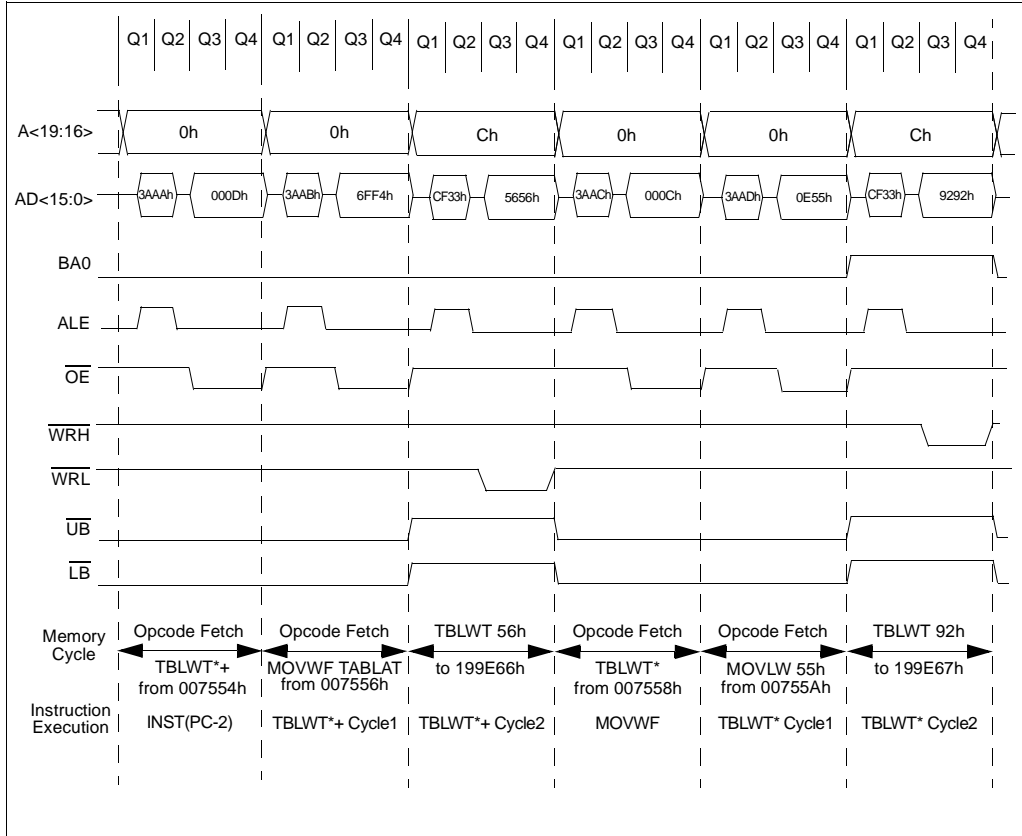 Q1 Q2 Q3 Q4 Q1 Q2 Q3 Q4 Q1 Q2 Q3 Q4 Q1 Q2 Q3 Q4 Q1 Q2 Q3 Q4 Q1 Q2 Q3 Q4
A<19:16> 0h 0h Ch 0h 0h Ch
AD<15:0> 3AAAh 000Dh 3AABh 6FF4h CF33h 5656h 3AACh 000Ch 3AADh 0E55h CF33h 9292h
BA0
ALE
OE
WRH
WRL
UB
LB
Memory Cycle
Opcode Fetch
TBLWT*+
from 007554h
Opcode Fetch
MOVWF TABLAT
from 007556h
TBLWT 56h
to 199E66h
Opcode Fetch
TBLWT*
from 007558h
Opcode Fetch
MOVLW 55h
from 00755Ah
TBLWT 92h
to 199E67h
Instruction Execution
INST(PC-2)
TBLWT*+ Cycle1
TBLWT*+ Cycle2
MOVWF
TBLWT* Cycle1
TBLWT* Cycle2